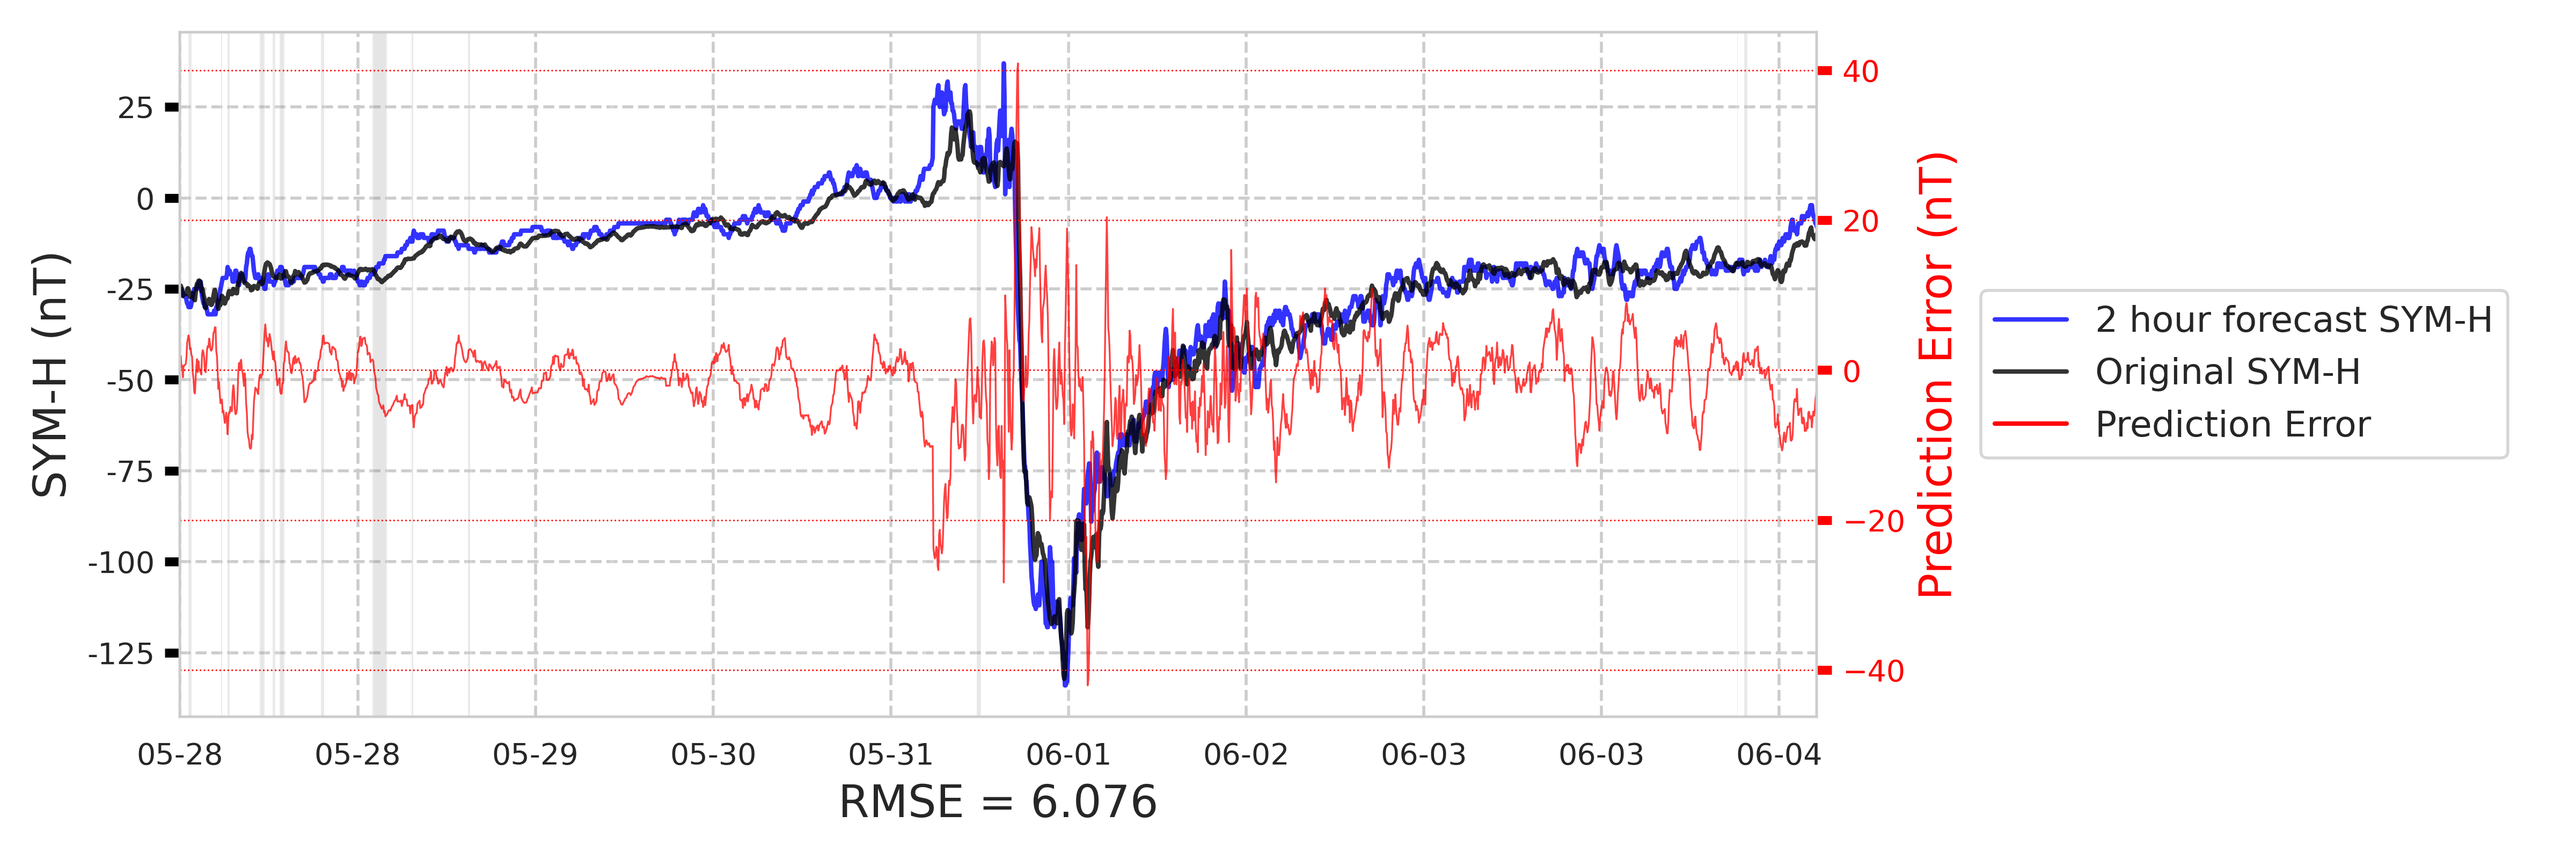 SYM-H (nT)
25
0
-25
-50
-75
-100
-125
40
20
0
−20
−40
Prediction Error (nT)
2 hour forecast SYM-H
Original SYM-H
Prediction Error
05-28 05-28 05-29 05-30 05-31 06-01 06-02 06-03 06-03 06-04
RMSE = 6.076